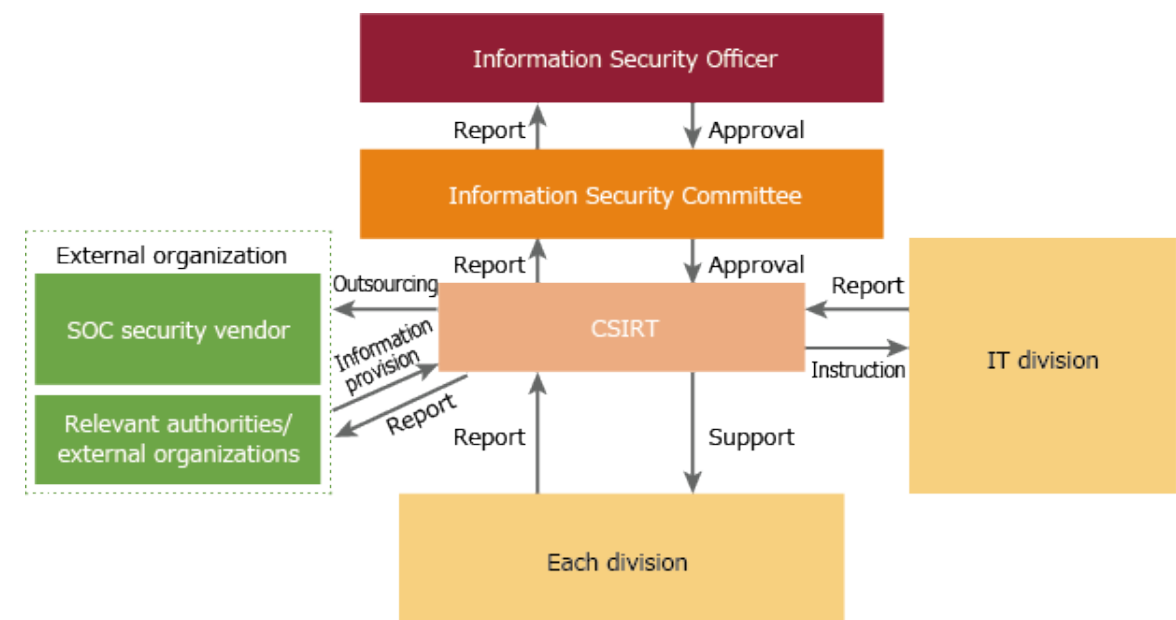 Information Security Officer
Report
Approval
Information Security Committee
External organization
Report
Approval
Outsourcing
Report
SOC security vendor
CSIRT
Information
provision
Instruction
IT division
Report
Relevant authorities/
external organizations
Report
Support
Each division